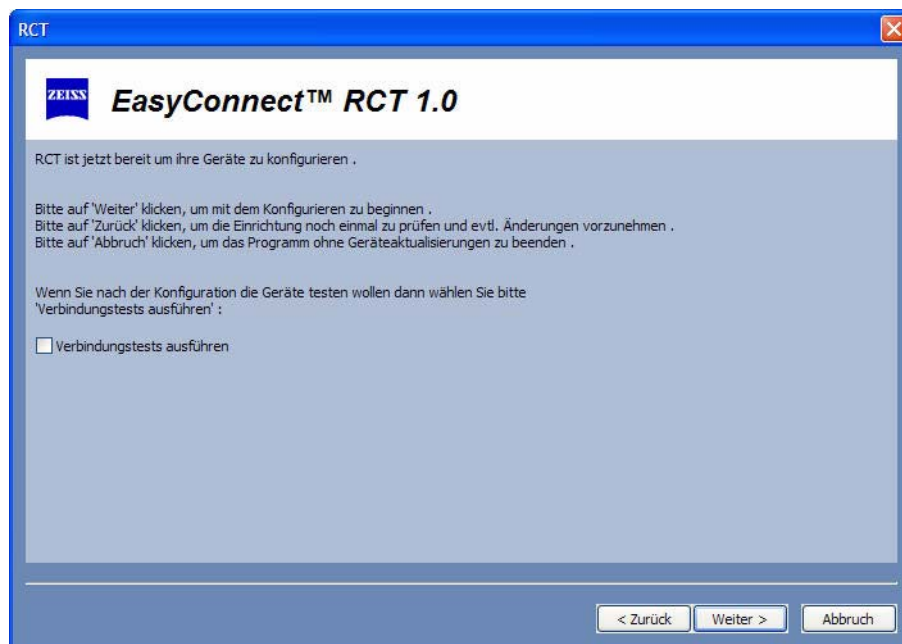 RCT
ZEISS
EasyConnect™ RCT 1.0
RCT ist jetzt bereit um ihre Geräte zu konfigurieren .
Bitte auf 'Weiter' klicken, um mit dem Konfigurieren zu beginnen .
Bitte auf 'Zurück' klicken, um die Einrichtung noch einmal zu prüfen und evtl. Änderungen vorzunehmen .
Bitte auf 'Abbruch' klicken, um das Programm ohne Geräteaktualisierungen zu beenden .
Wenn Sie nach der Konfiguration die Geräte testen wollen dann wählen Sie bitte
'Verbindungstests ausführen' :
Verbindungstests ausführen
< Zurück
Weiter >
Abbruch